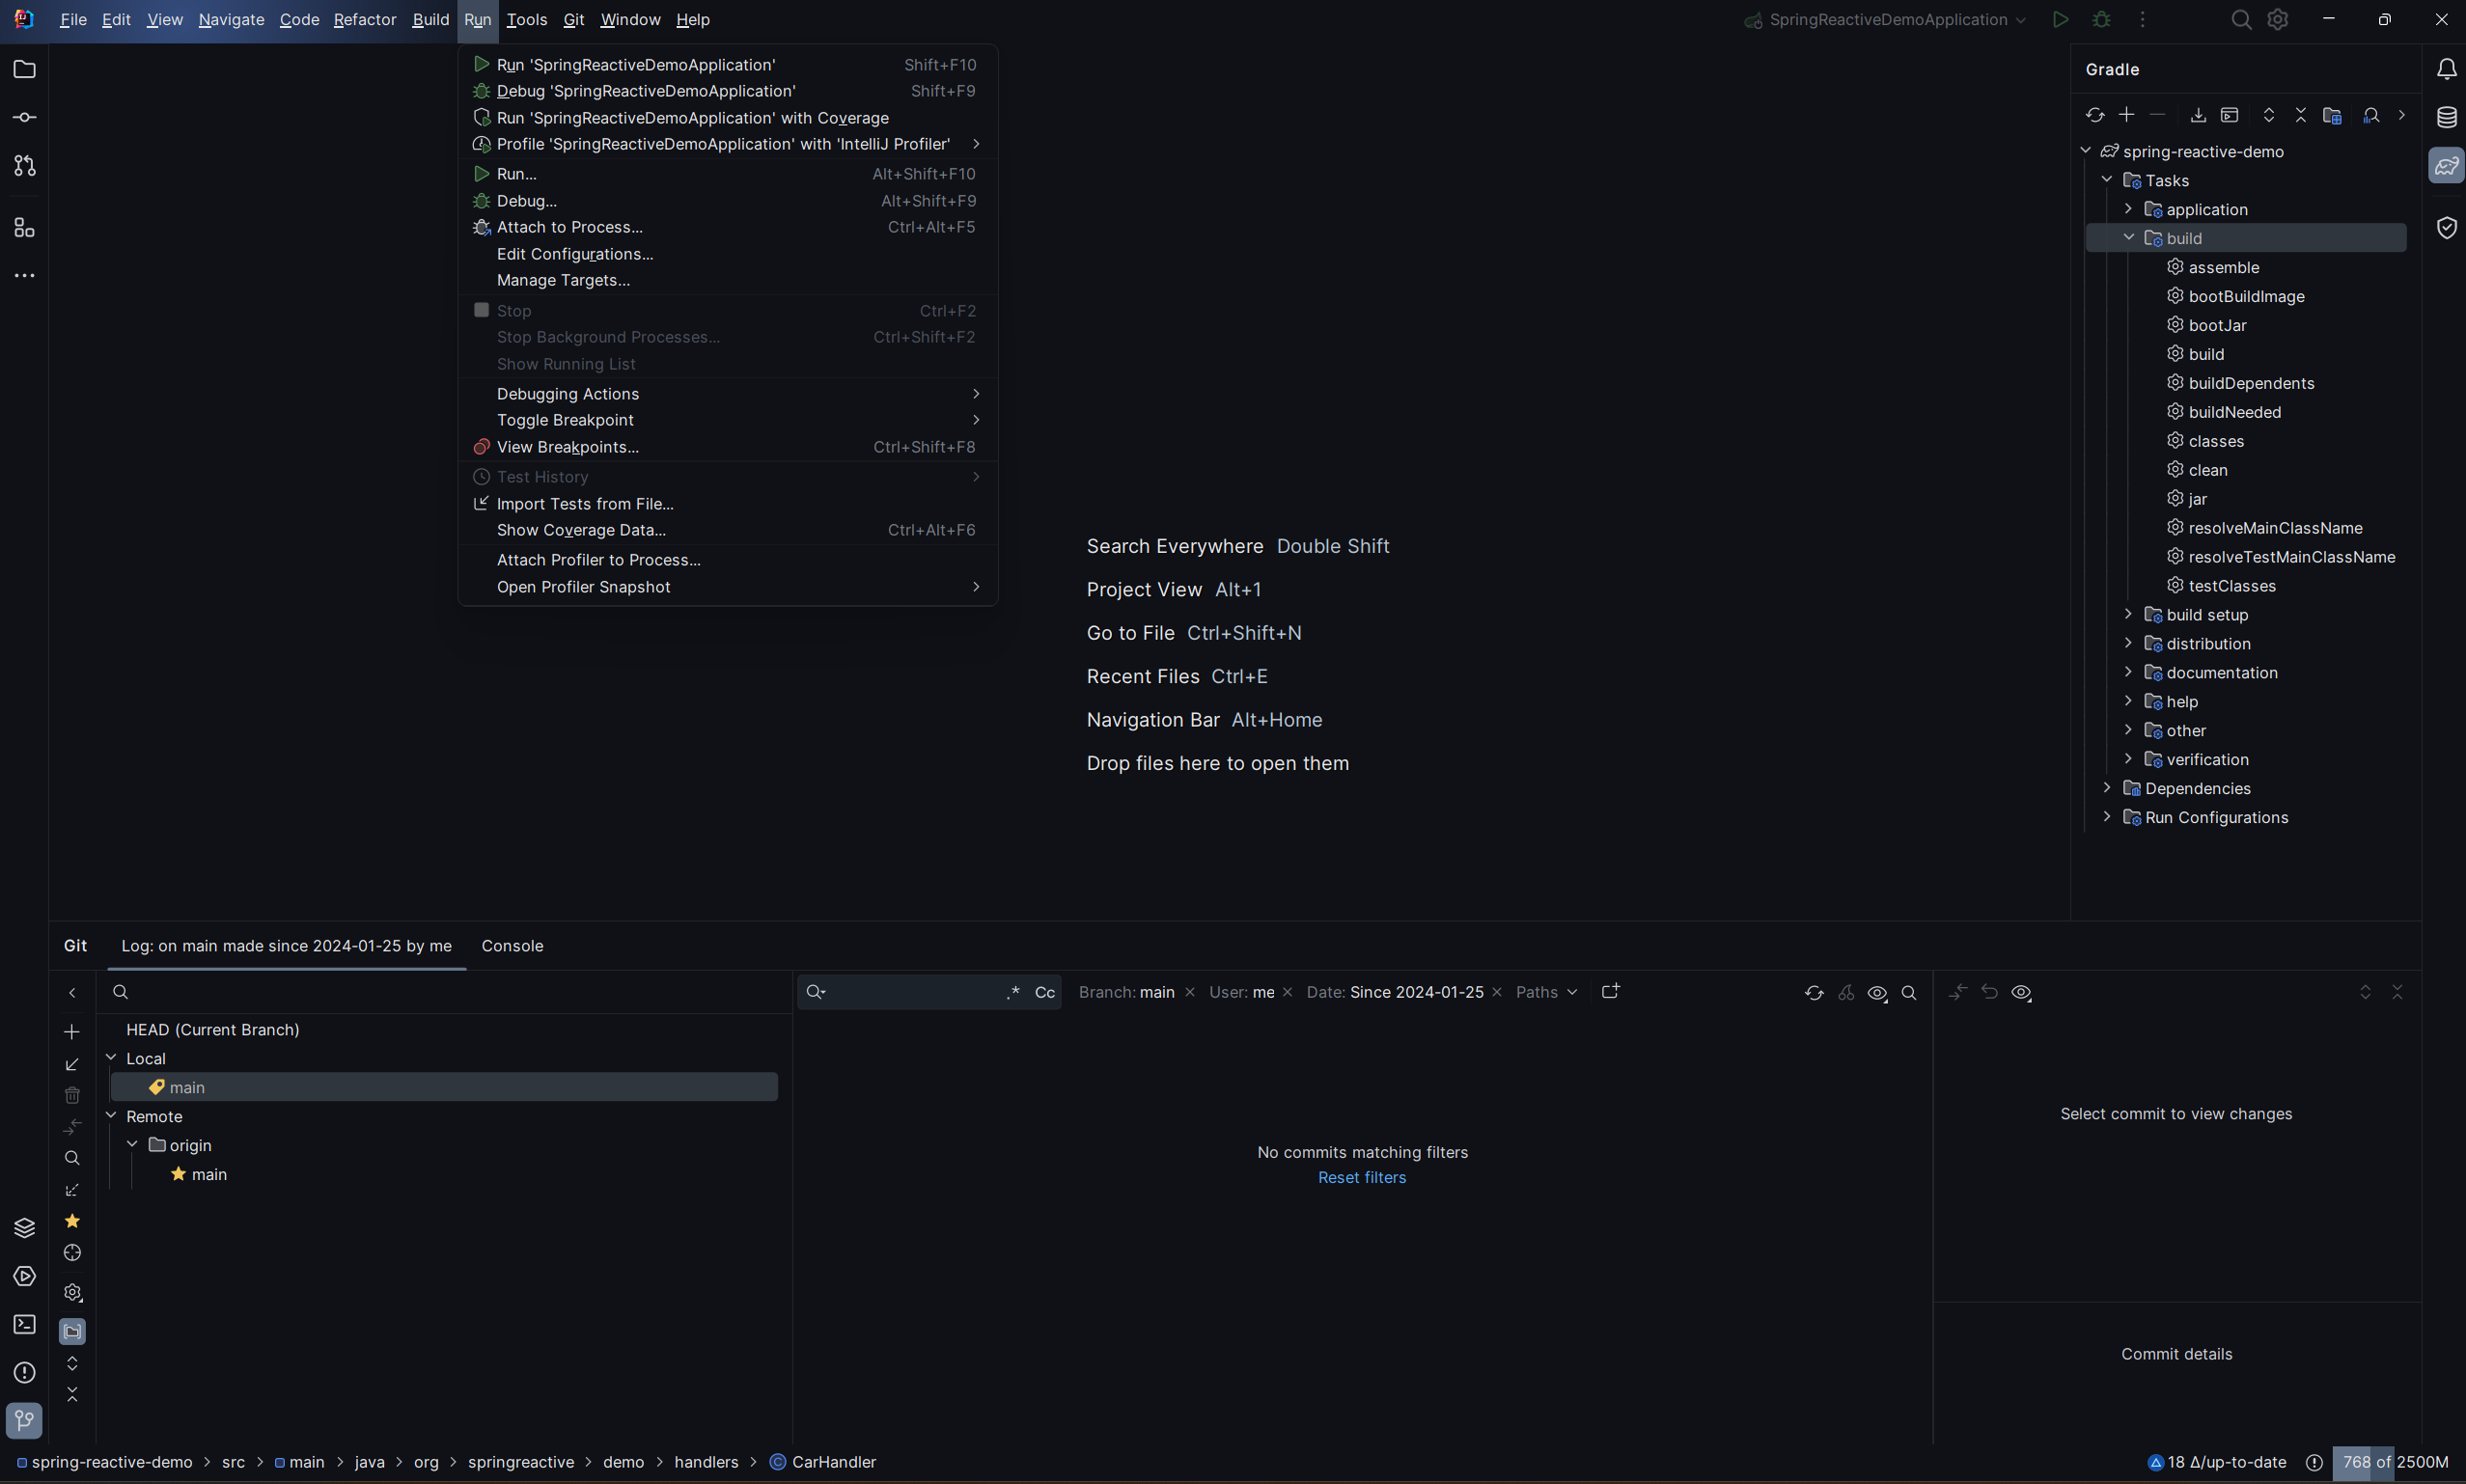 File Edit View Navigate Code Refactor Build Run Tools Git Window Help
SpringReactiveDemoApplication
Run 'SpringReactiveDemoApplication' Shift+F10
Debug 'SpringReactiveDemoApplication' Shift+F9
Run 'SpringReactiveDemoApplication' with Coverage
Profile 'SpringReactiveDemoApplication' with 'IntelliJ Profiler'
Run... Alt+Shift+F10
Debug... Alt+Shift+F9
Attach to Process... Ctrl+Alt+F5
Edit Configurations...
Manage Targets...
Stop Ctrl+F2
Stop Background Processes... Ctrl+Shift+F2
Show Running List
Debugging Actions
Toggle Breakpoint
View Breakpoints... Ctrl+Shift+F8
Test History
Import Tests from File...
Show Coverage Data... Ctrl+Alt+F6
Attach Profiler to Process...
Open Profiler Snapshot
Search Everywhere Double Shift
Project View Alt+1
Go to File Ctrl+Shift+N
Recent Files Ctrl+E
Navigation Bar Alt+Home
Drop files here to open them
Gradle
spring-reactive-demo
Tasks
application
build
assemble
bootBuildImage
bootJar
build
buildDependents
buildNeeded
classes
clean
jar
resolveMainClassName
resolveTestMainClassName
testClasses
build setup
distribution
documentation
help
other
verification
Dependencies
Run Configurations
Git Log: on main made since 2024-01-25 by me Console
.* Cc Branch: main User: me Date: Since 2024-01-25 Paths
HEAD (Current Branch)
Local
main
Remote
origin
main
No commits matching filters
Reset filters
Select commit to view changes
Commit details
spring-reactive-demo src main java org springreactive demo handlers CarHandler
18 Δ/up-to-date 768 of 2500M